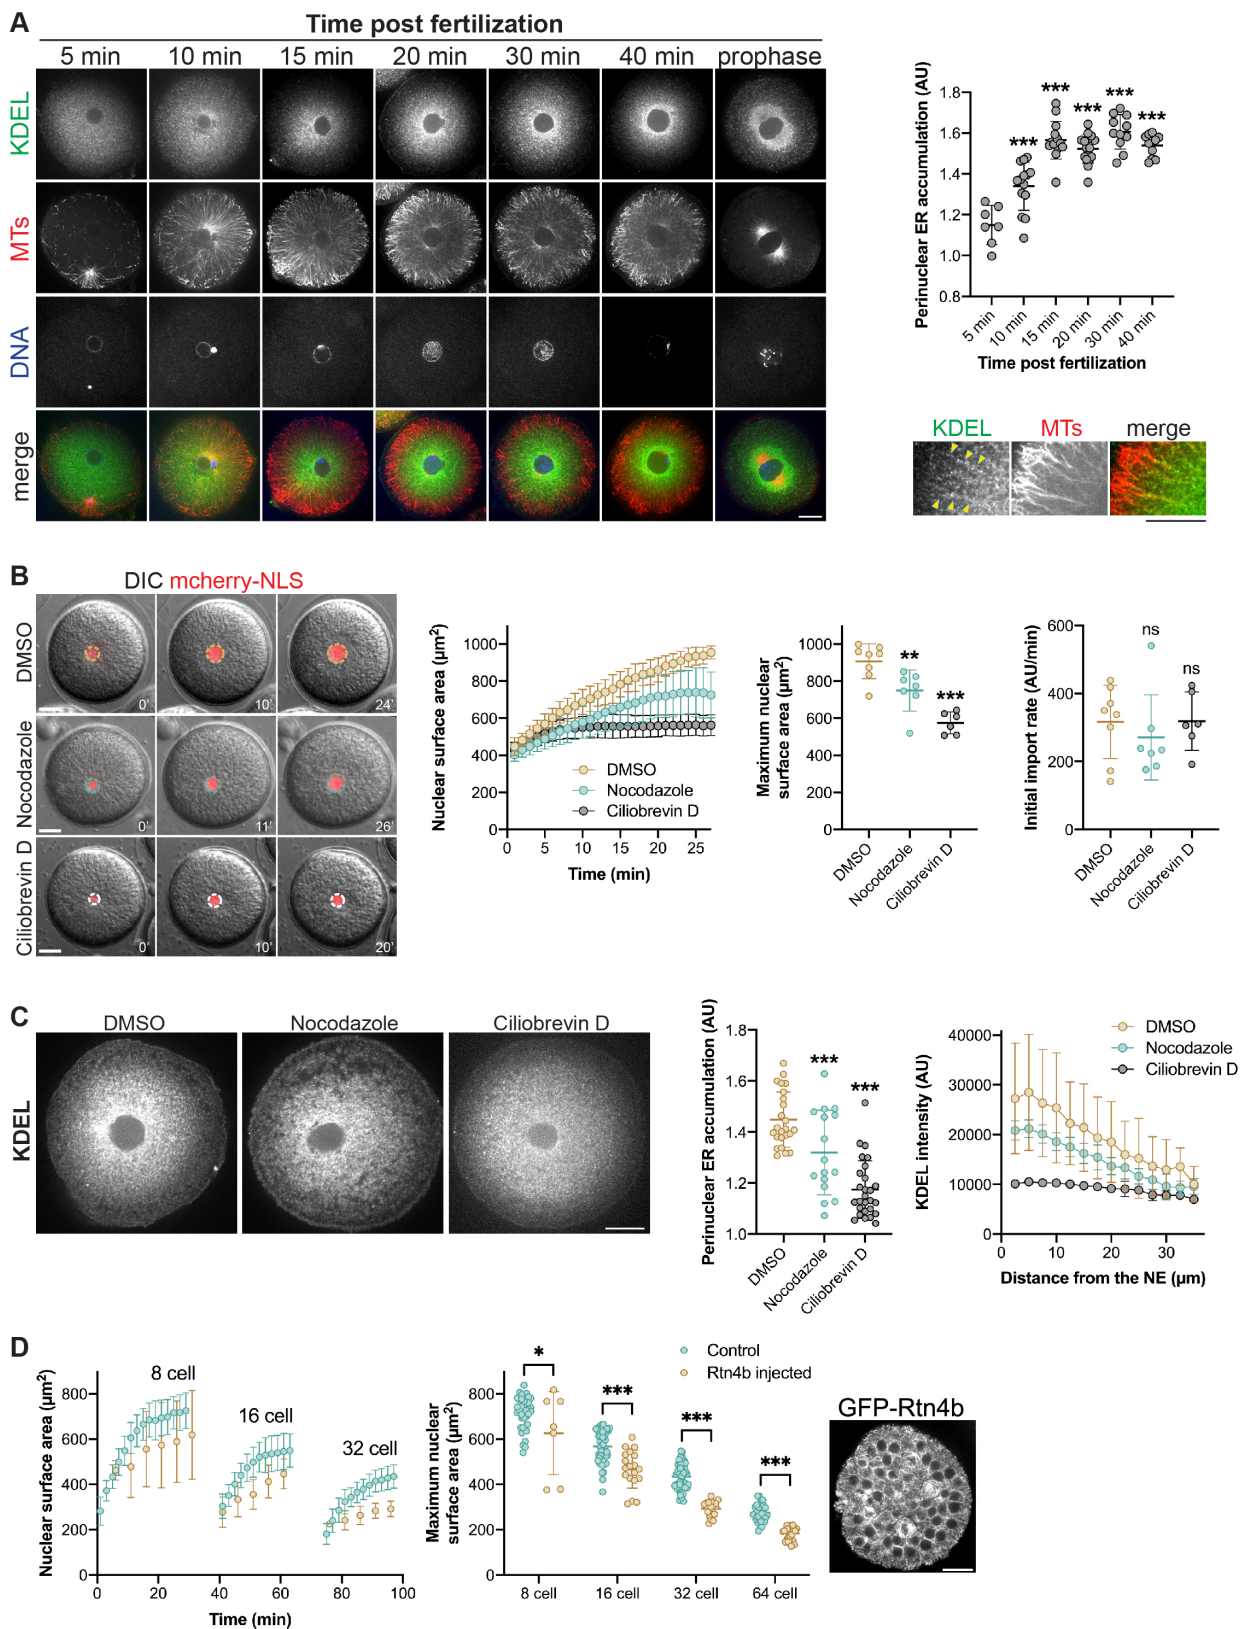 A
Time post fertilization
5 min 10 min 15 min 20 min 30 min 40 min prophase
KDEL
MTs
DNA
merge
Perinuclear ER accumulation (AU)
1.8
1.6
1.4
1.2
1.0
0.8
*** *** *** *** ***
5 min 10 min 15 min 20 min 30 min 40 min
Time post fertilization
KDEL MTs merge
B
DIC mcherry-NLS
DMSO
0' 10' 24'
Nocodazole
0' 11' 26'
Ciliobrevin D
0' 10' 20'
Nuclear surface area (µm²)
1000
800
600
400
200
0
DMSO
Nocodazole
Ciliobrevin D
0 5 10 15 20 25
Time (min)
Maximum nuclear
surface area (µm²)
1000
800
600
400
200
0
** ***
DMSO Nocodazole Ciliobrevin D
Initial import rate (AU/min)
600
400
200
0
ns ns
DMSO Nocodazole Ciliobrevin D
C
DMSO Nocodazole Ciliobrevin D
KDEL
Perinuclear ER accumulation (AU)
1.8
1.6
1.4
1.2
1.0
*** ***
DMSO Nocodazole Ciliobrevin D
KDEL intensity (AU)
40000
30000
20000
10000
0
DMSO
Nocodazole
Ciliobrevin D
10 20 30
Distance from the NE (µm)
D
Nuclear surface area (µm²)
800
600
400
200
0
8 cell
16 cell
32 cell
0 20 40 60 80 100
Time (min)
Maximum nuclear
surface area (µm²)
800
600
400
200
0
Control
Rtn4b injected
* *** *** ***
8 cell 16 cell 32 cell 64 cell
GFP-Rtn4b